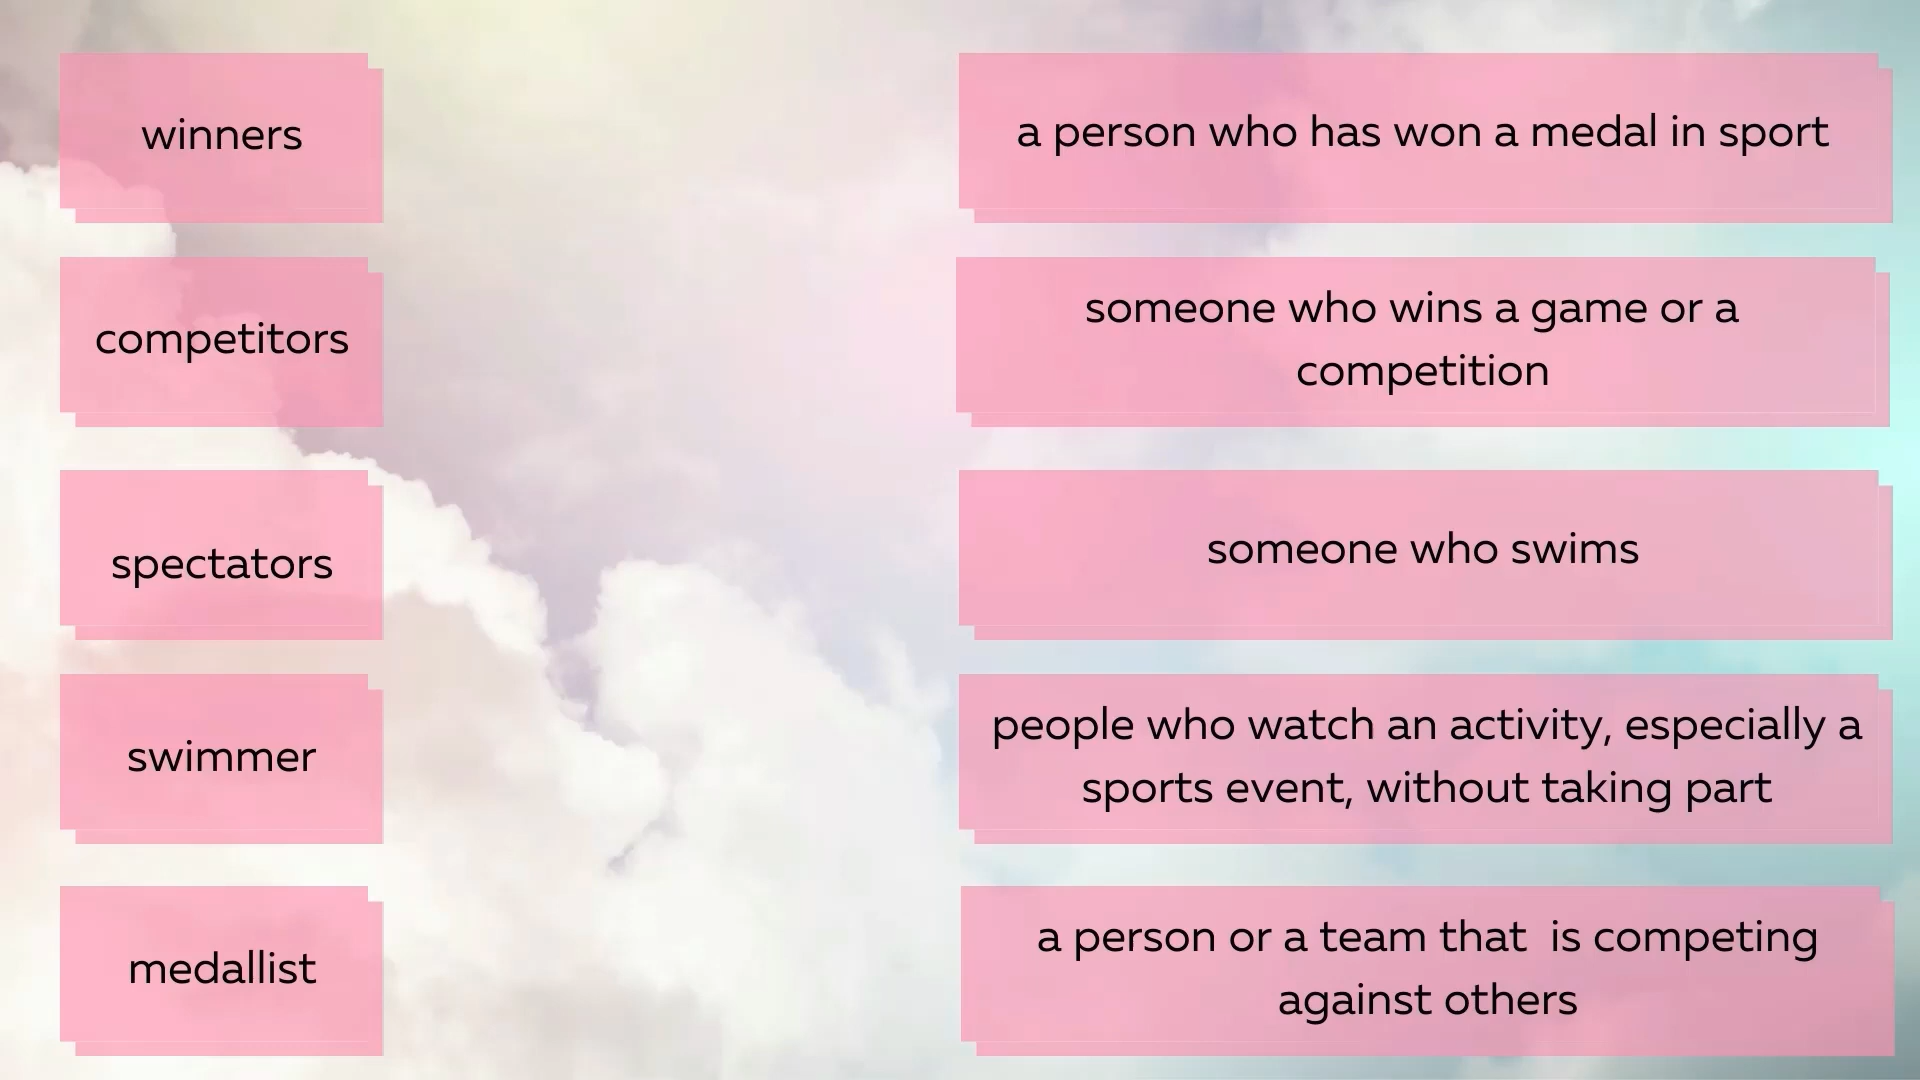 winners
a person who has won a medal in sport
competitors
someone who wins a game or a
competition
spectators
someone who swims
swimmer
people who watch an activity, especially a
sports event, without taking part
medallist
a person or a team that  is competing
against others